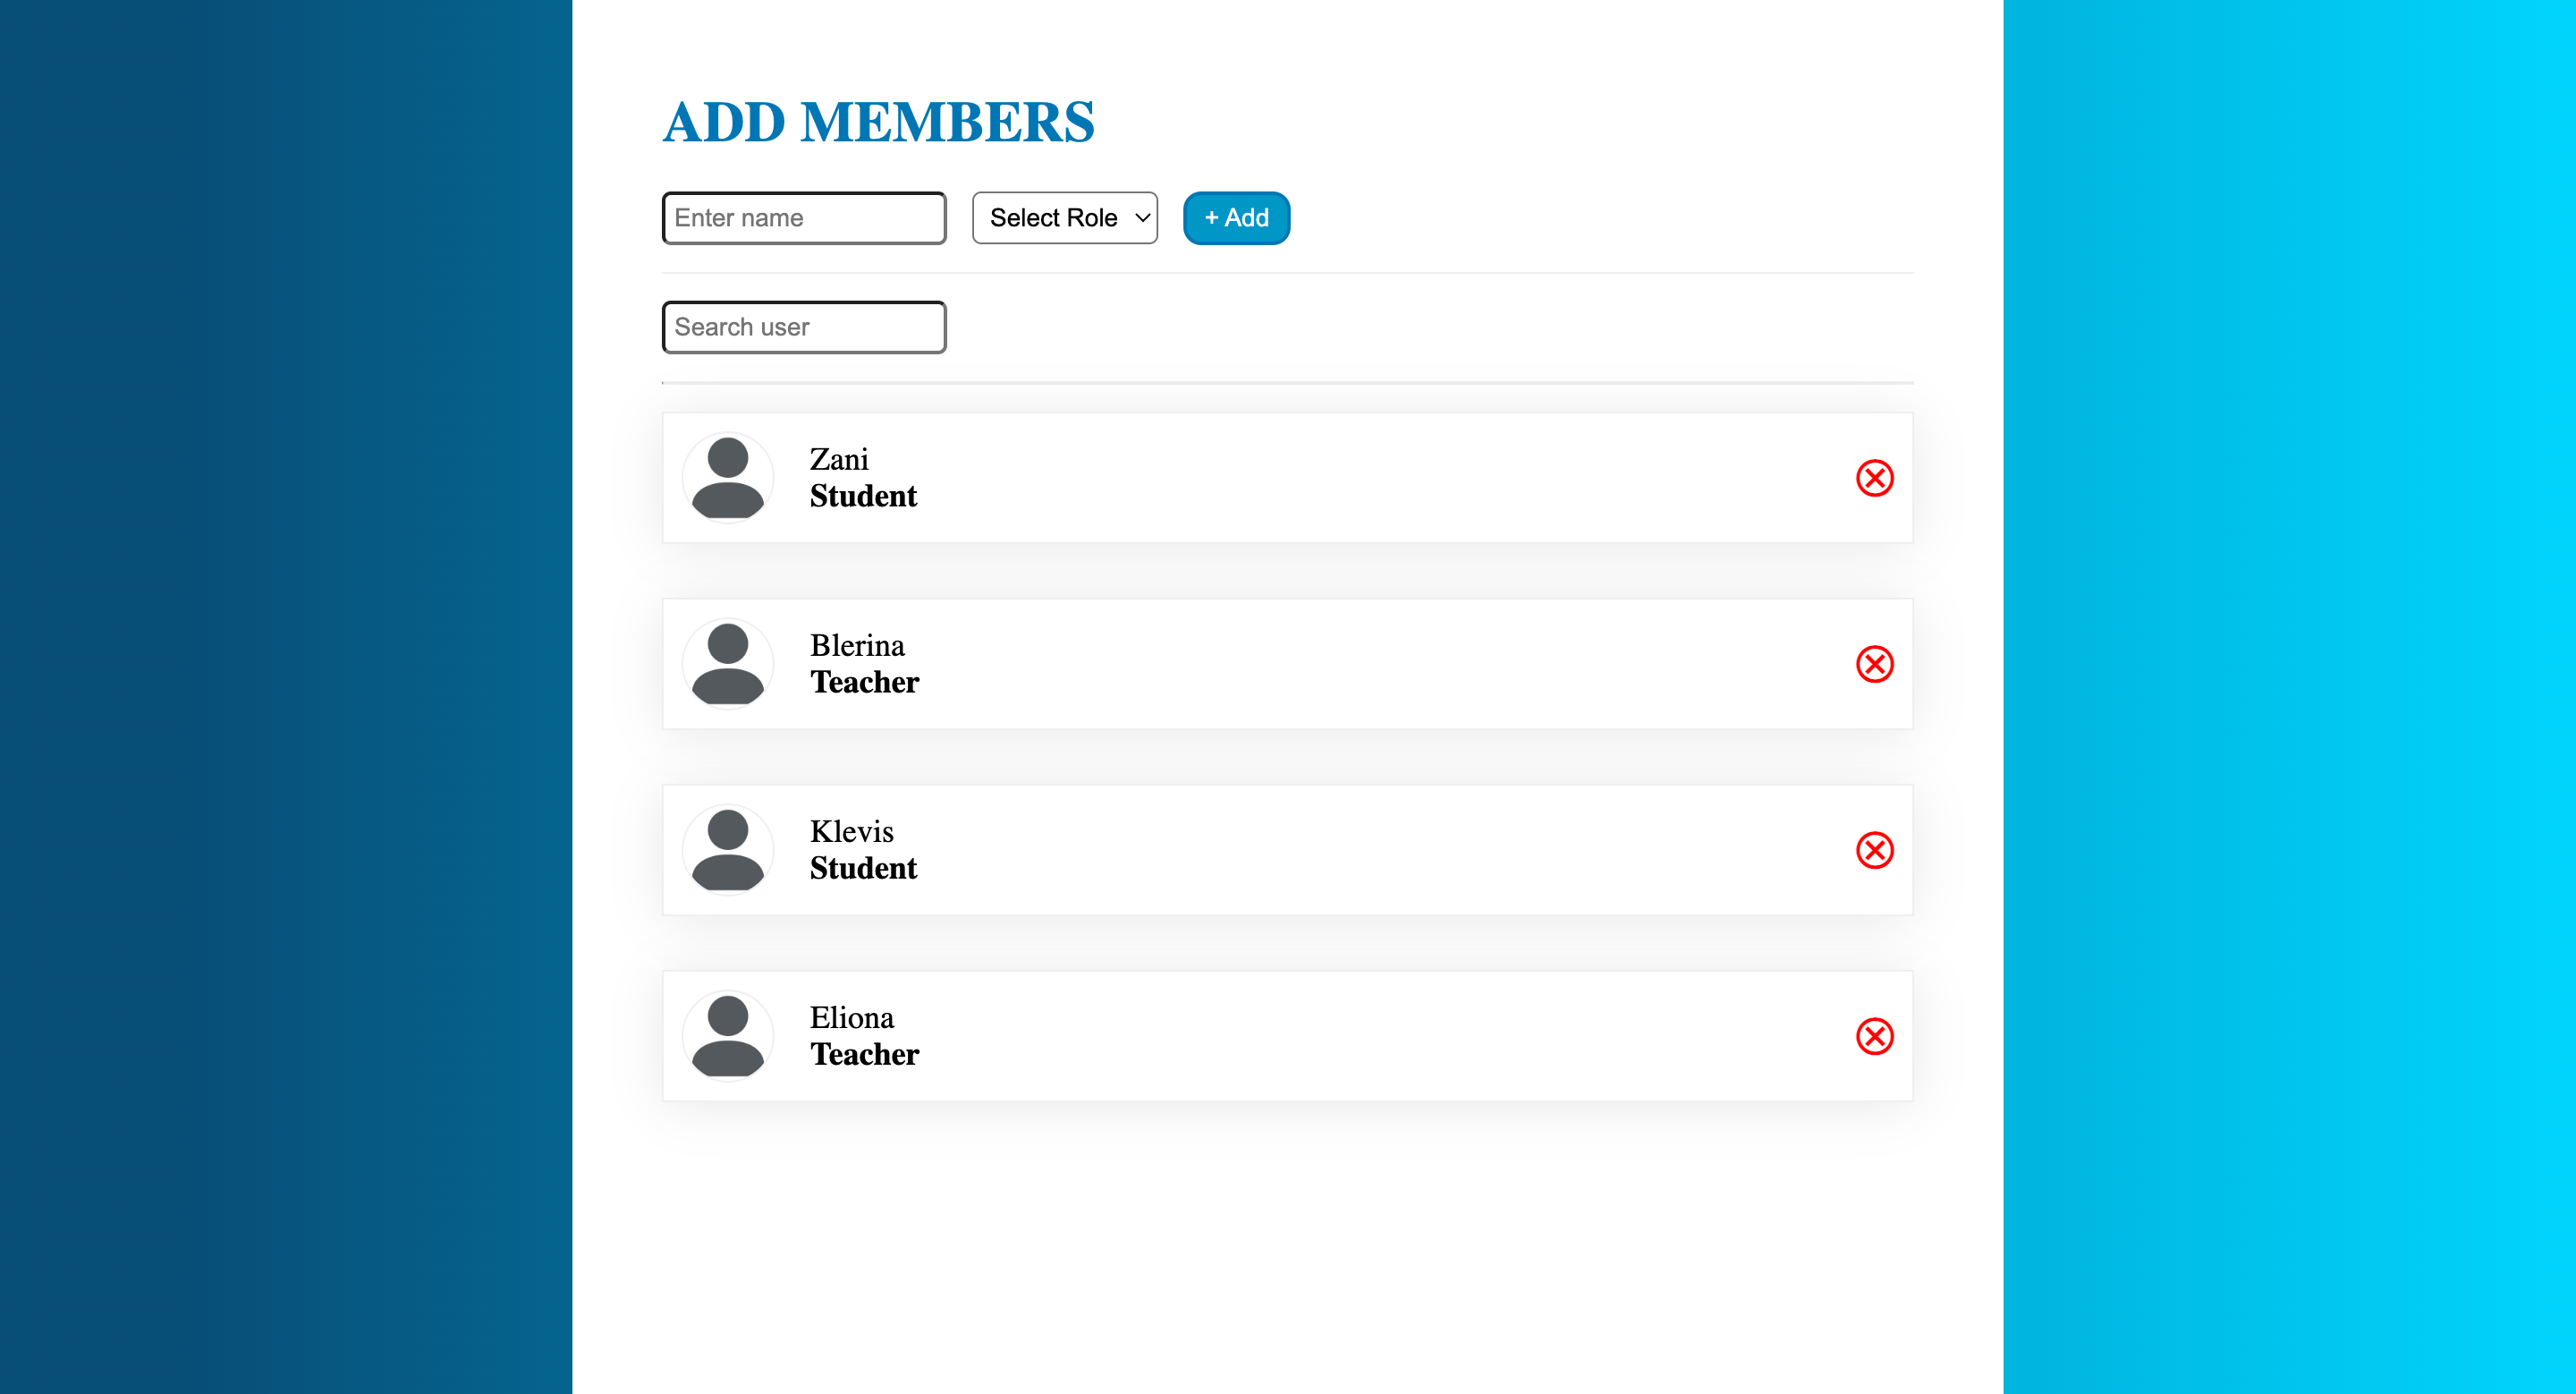 ADD MEMBERS
Enter name
Select Role
+ Add
Search user
Zani
Student
Blerina
Teacher
Klevis
Student
Eliona
Teacher